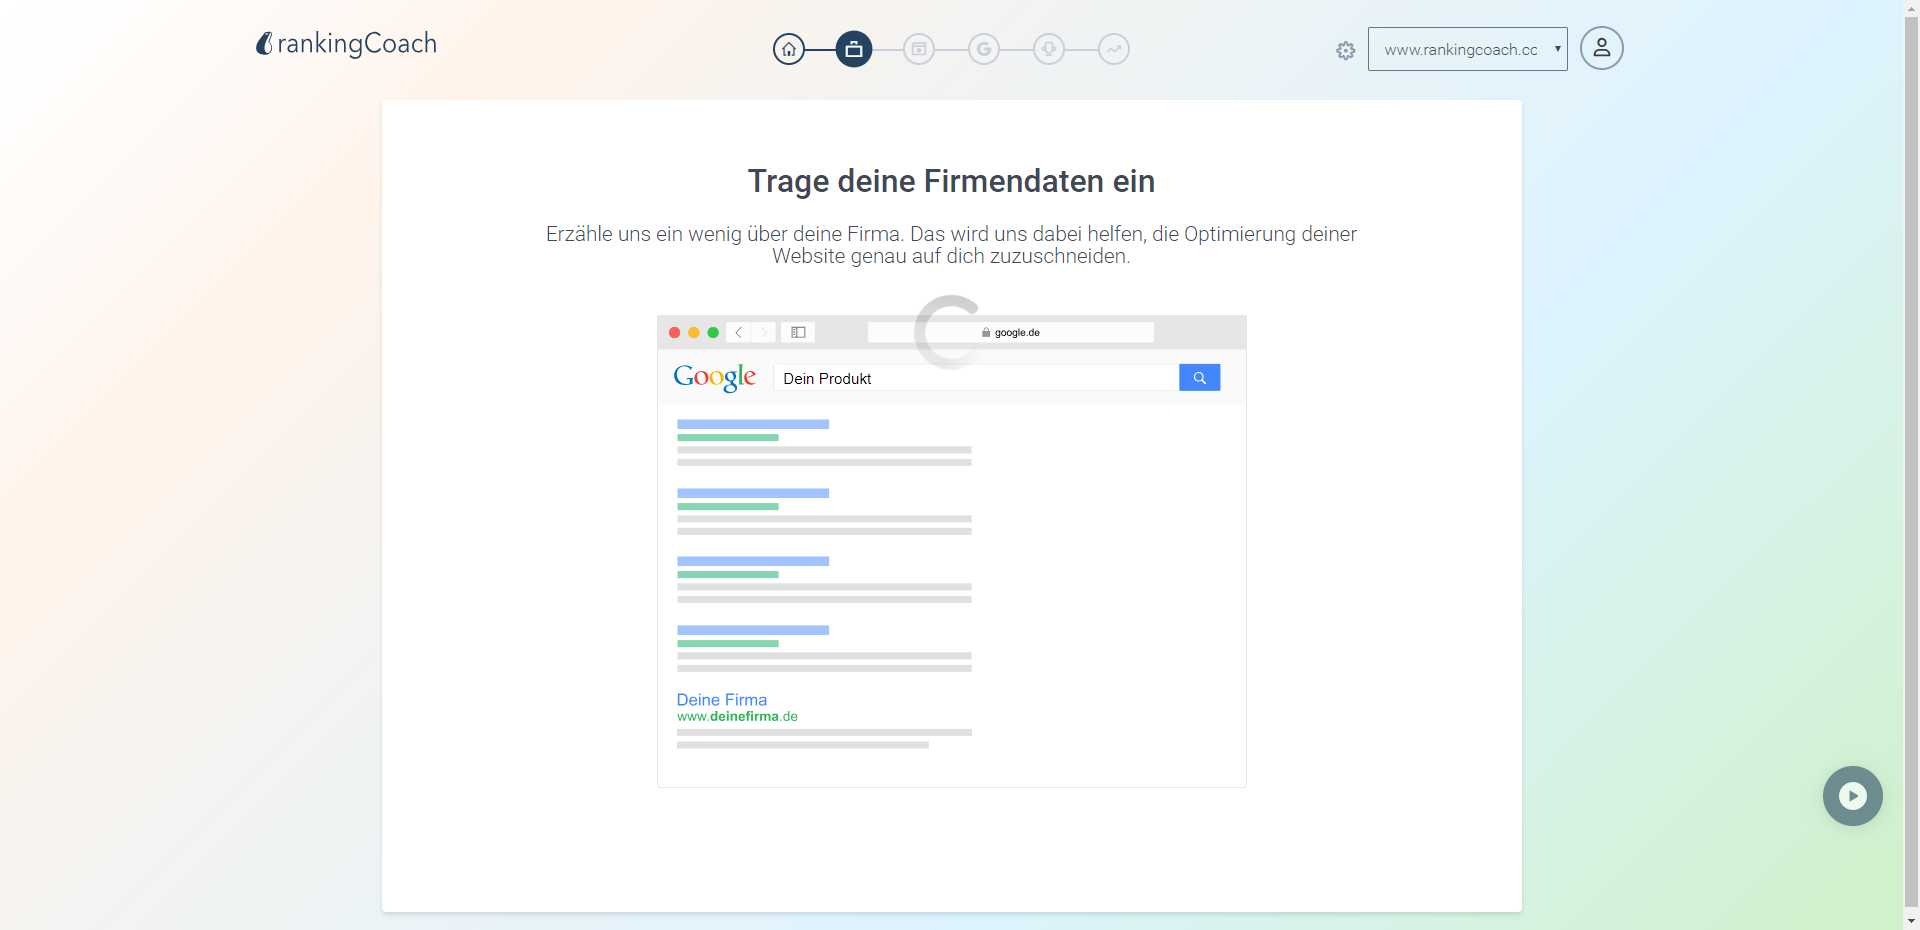 rankingCoach
www.rankingcoach.cc
Trage deine Firmendaten ein
Erzähle uns ein wenig über deine Firma. Das wird uns dabei helfen, die Optimierung deiner
Website genau auf dich zuzuschneiden.
google.de
Google
Dein Produkt
Deine Firma
www.deinefirma.de